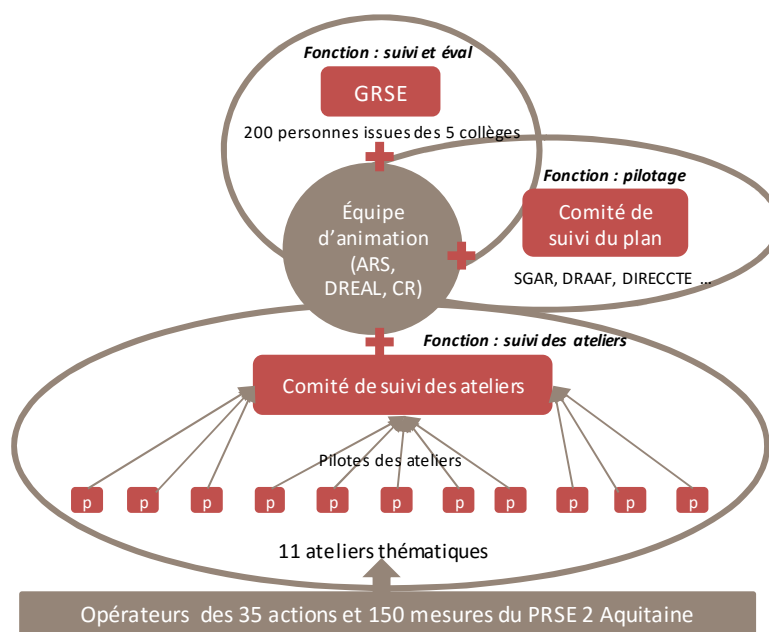 Fonction : suivi et éval
GRSE
200 personnes issues des 5 collèges
Fonction : pilotage
Comité de
suivi du plan
SGAR, DRAAF, DIRECCTE ...
Équipe
d'animation
(ARS,
DREAL, CR)
Fonction : suivi des ateliers
Comité de suivi des ateliers
Pilotes des ateliers
p p p p p p p p p p p
11 ateliers thématiques
Opérateurs des 35 actions et 150 mesures du PRSE 2 Aquitaine